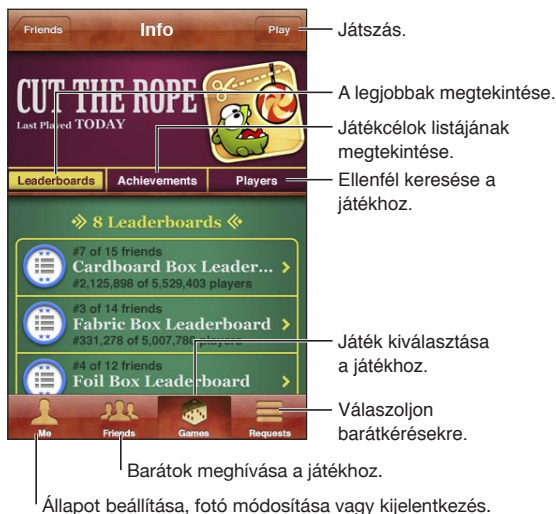 Friends
Info
Play
Játszás.
CUT THE ROPE
Last Played TODAY
A legjobbak megtekintése.
Játékcélok listájának
megtekintése.
Leaderboards
Achievements
Players
Ellenfél keresése a
játékhoz.
8 Leaderboards
#7 of 15 friends
Cardboard Box Leader...
#2,125,898 of 5,529,403 players
#3 of 14 friends
Fabric Box Leaderboard
#331,278 of 5,007,780 players
#4 of 12 friends
Foil Box Leaderboard
Játék kiválasztása
a játékhoz.
Me
Friends
Games
Requests
Válaszoljon
barátkérésekre.
Barátok meghívása a játékhoz.
Állapot beállítása, fotó módosítása vagy kijelentkezés.